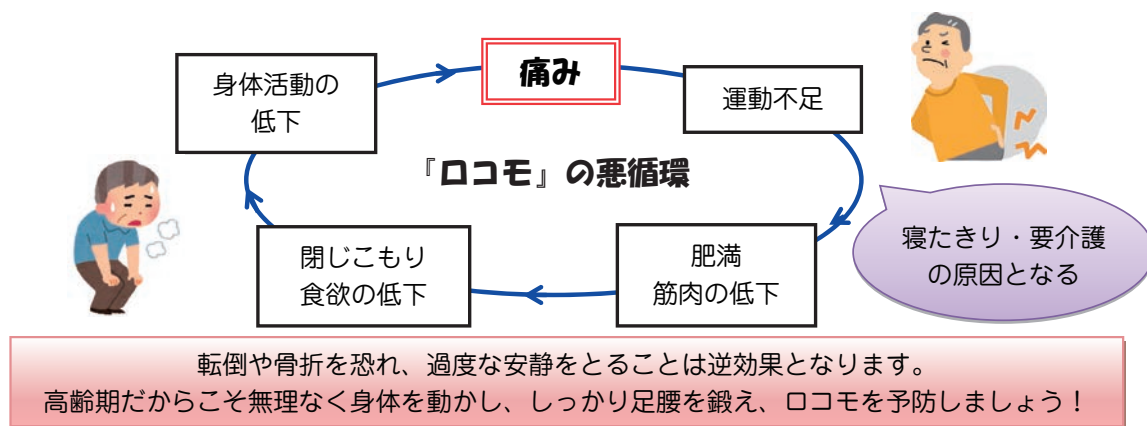 痛み
運動不足
身体活動の
低下
『ロコモ』の悪循環
寝たきり・要介護
の原因となる
肥満
筋肉の低下
閉じこもり
食欲の低下
転倒や骨折を恐れ、過度な安静をとることは逆効果となります。
高齢期だからこそ無理なく身体を動かし、しっかり足腰を鍛え、ロコモを予防しましょう！